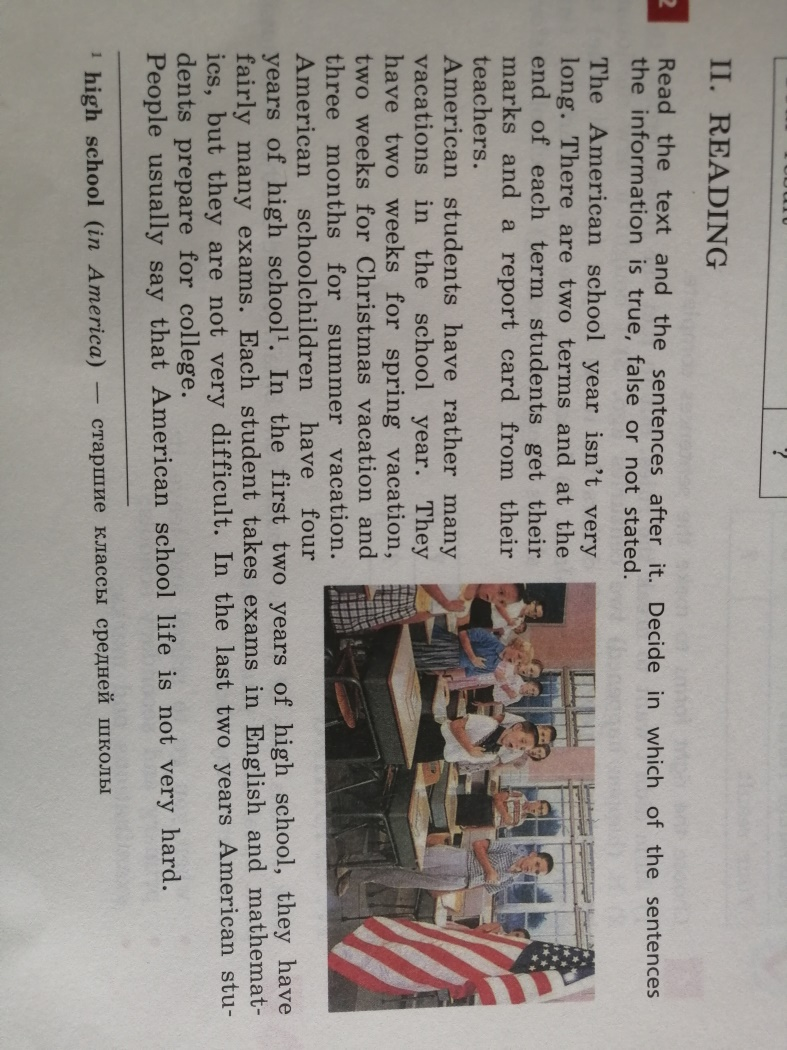 2
II. READING
Read the text and the sentences after it. Decide in which of the sentences
the information is true, false or not stated.
The American school year isn't very
long. There are two terms and at the
end of each term students get their
marks and a report card from their
teachers.
American students have rather many
vacations in the school year. They
have two weeks for spring vacation,
two weeks for Christmas vacation and
three months for summer vacation.
American schoolchildren have four
years of high school¹. In the first two years of high school, they have
fairly many exams. Each student takes exams in English and mathemat-
ics, but they are not very difficult. In the last two years American stu-
dents prepare for college.
People usually say that American school life is not very hard.
¹ high school (in America) — старшие классы средней школы